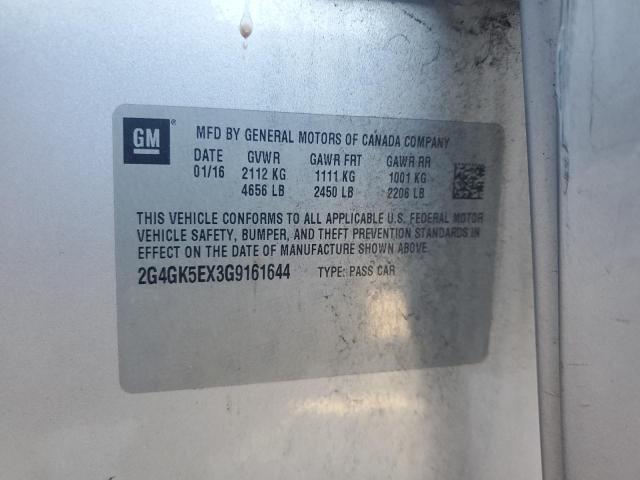 GM ®
MFD BY GENERAL MOTORS OF CANADA COMPANY
DATE GVWR GAWR FRT GAWR RR
01/16 2112 KG 1111 KG 1001 KG
4656 LB 2450 LB 2206 LB
THIS VEHICLE CONFORMS TO ALL APPLICABLE U.S. FEDERAL MOTOR
VEHICLE SAFETY, BUMPER, AND THEFT PREVENTION STANDARDS IN
EFFECT ON THE DATE OF MANUFACTURE SHOWN ABOVE.
2G4GK5EX3G9161644 TYPE: PASS CAR